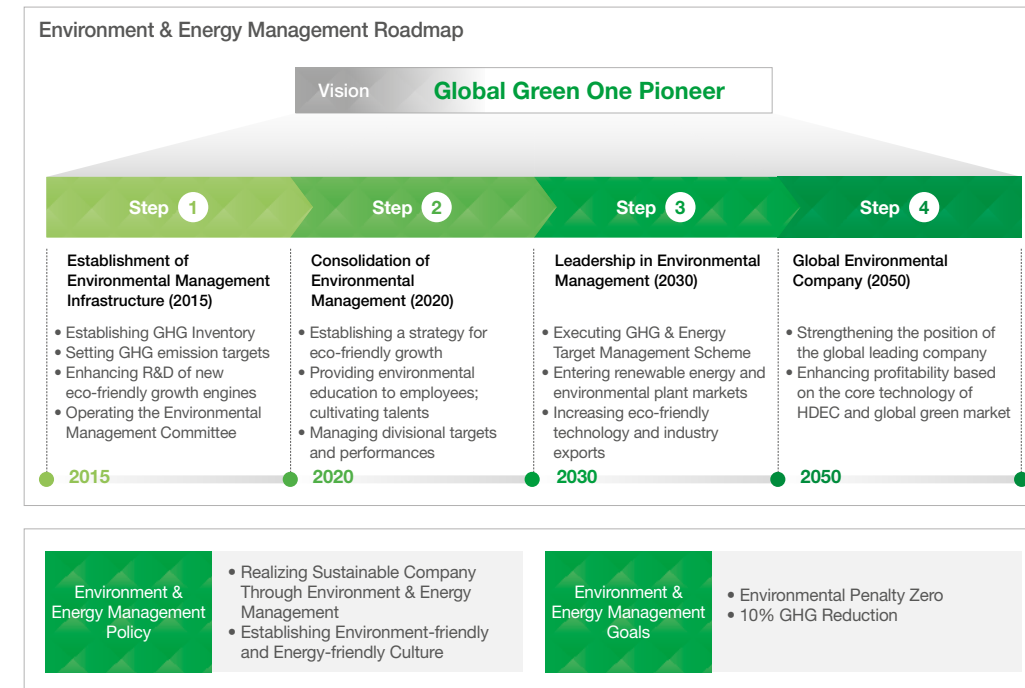 Environment & Energy Management Roadmap
Vision Global Green One Pioneer
Step 1
Step 2
Step 3
Step 4
Establishment of
Environmental Management
Infrastructure (2015)
• Establishing GHG Inventory
• Setting GHG emission targets
• Enhancing R&D of new
eco-friendly growth engines
• Operating the Environmental
Management Committee
2015
Consolidation of
Environmental
Management (2020)
• Establishing a strategy for
eco-friendly growth
• Providing environmental
education to employees;
cultivating talents
• Managing divisional targets
and performances
2020
Leadership in Environmental
Management (2030)
• Executing GHG & Energy
Target Management Scheme
• Entering renewable energy and
environmental plant markets
• Increasing eco-friendly
technology and industry
exports
2030
Global Environmental
Company (2050)
• Strengthening the position of
the global leading company
• Enhancing profitability based
on the core technology of
HDEC and global green market
2050
Environment &
Energy Management
Policy
• Realizing Sustainable Company
Through Environment & Energy
Management
• Establishing Environment-friendly
and Energy-friendly Culture
Environment &
Energy Management
Goals
• Environmental Penalty Zero
• 10% GHG Reduction